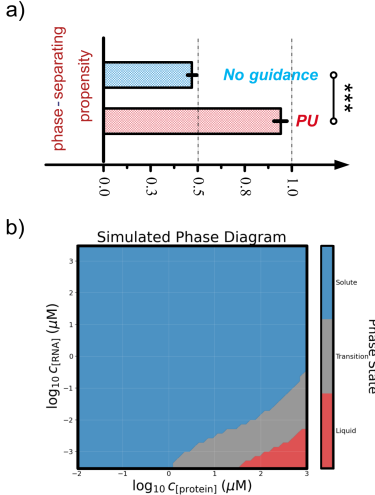 a)
phase-separating
propensity
No guidance
PU
***
0.0
0.3
0.5
0.8
1.0
b)
Simulated Phase Diagram
log10 c[RNA] (μM)
3
2
1
0
−1
−2
−3
−2
−1
0
1
2
3
log10 c[protein] (μM)
Solute
Transition
Liquid
Phase State